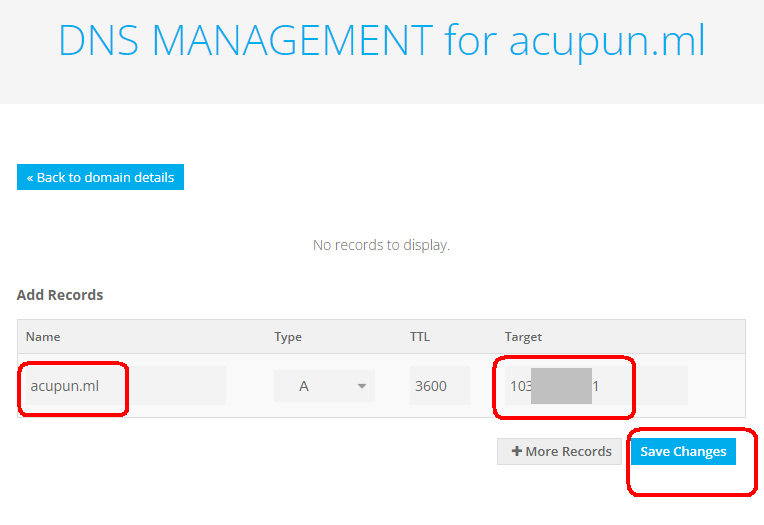 DNS MANAGEMENT for acupun.ml
« Back to domain details
No records to display.
Add Records
Name Type TTL Target
acupun.ml A 3600 103 1
+ More Records Save Changes